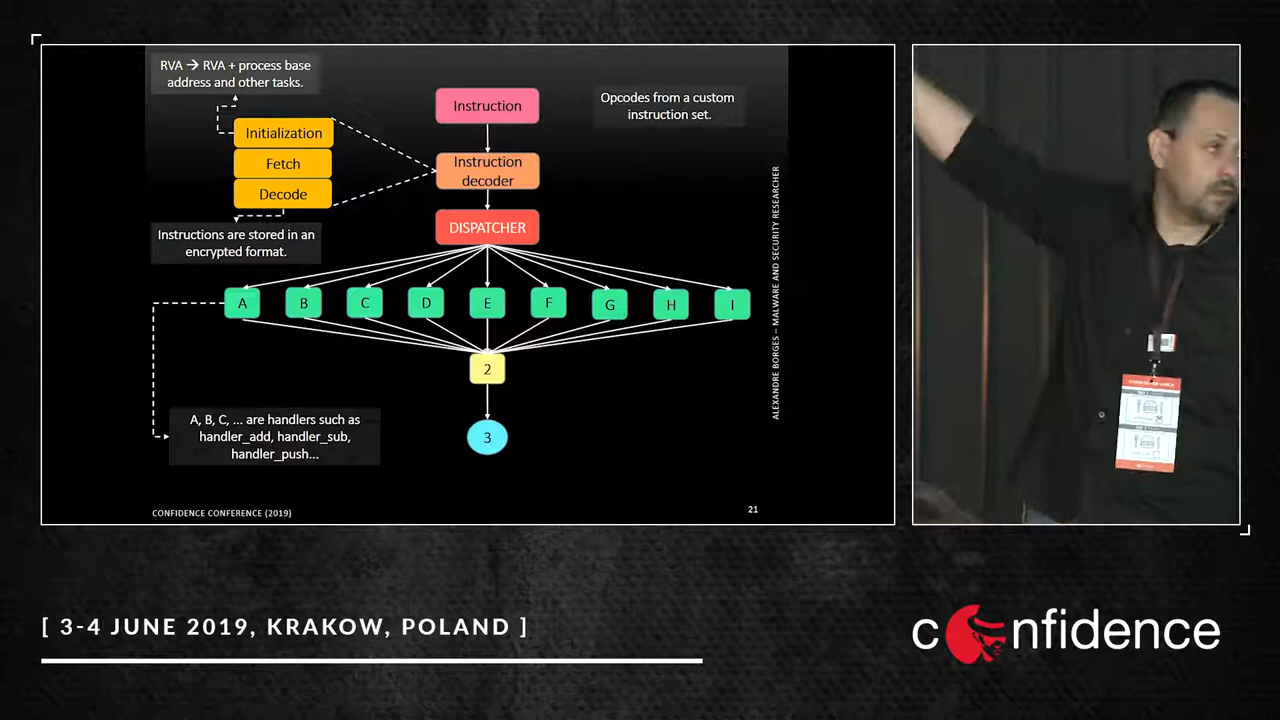 RVA → RVA + process base
address and other tasks.
Instruction
Opcodes from a custom
instruction set.
Initialization
Fetch
Decode
Instruction
decoder
Instructions are stored in an
encrypted format.
DISPATCHER
A
B
C
D
E
F
G
H
I
2
A, B, C, ... are handlers such as
handler_add, handler_sub,
handler_push...
3
ALEXANDRE BORGES – MALWARE AND SECURITY RESEARCHER
CONFIDENCE CONFERENCE (2019)
21
[ 3-4 JUNE 2019, KRAKOW, POLAND ]
confidence